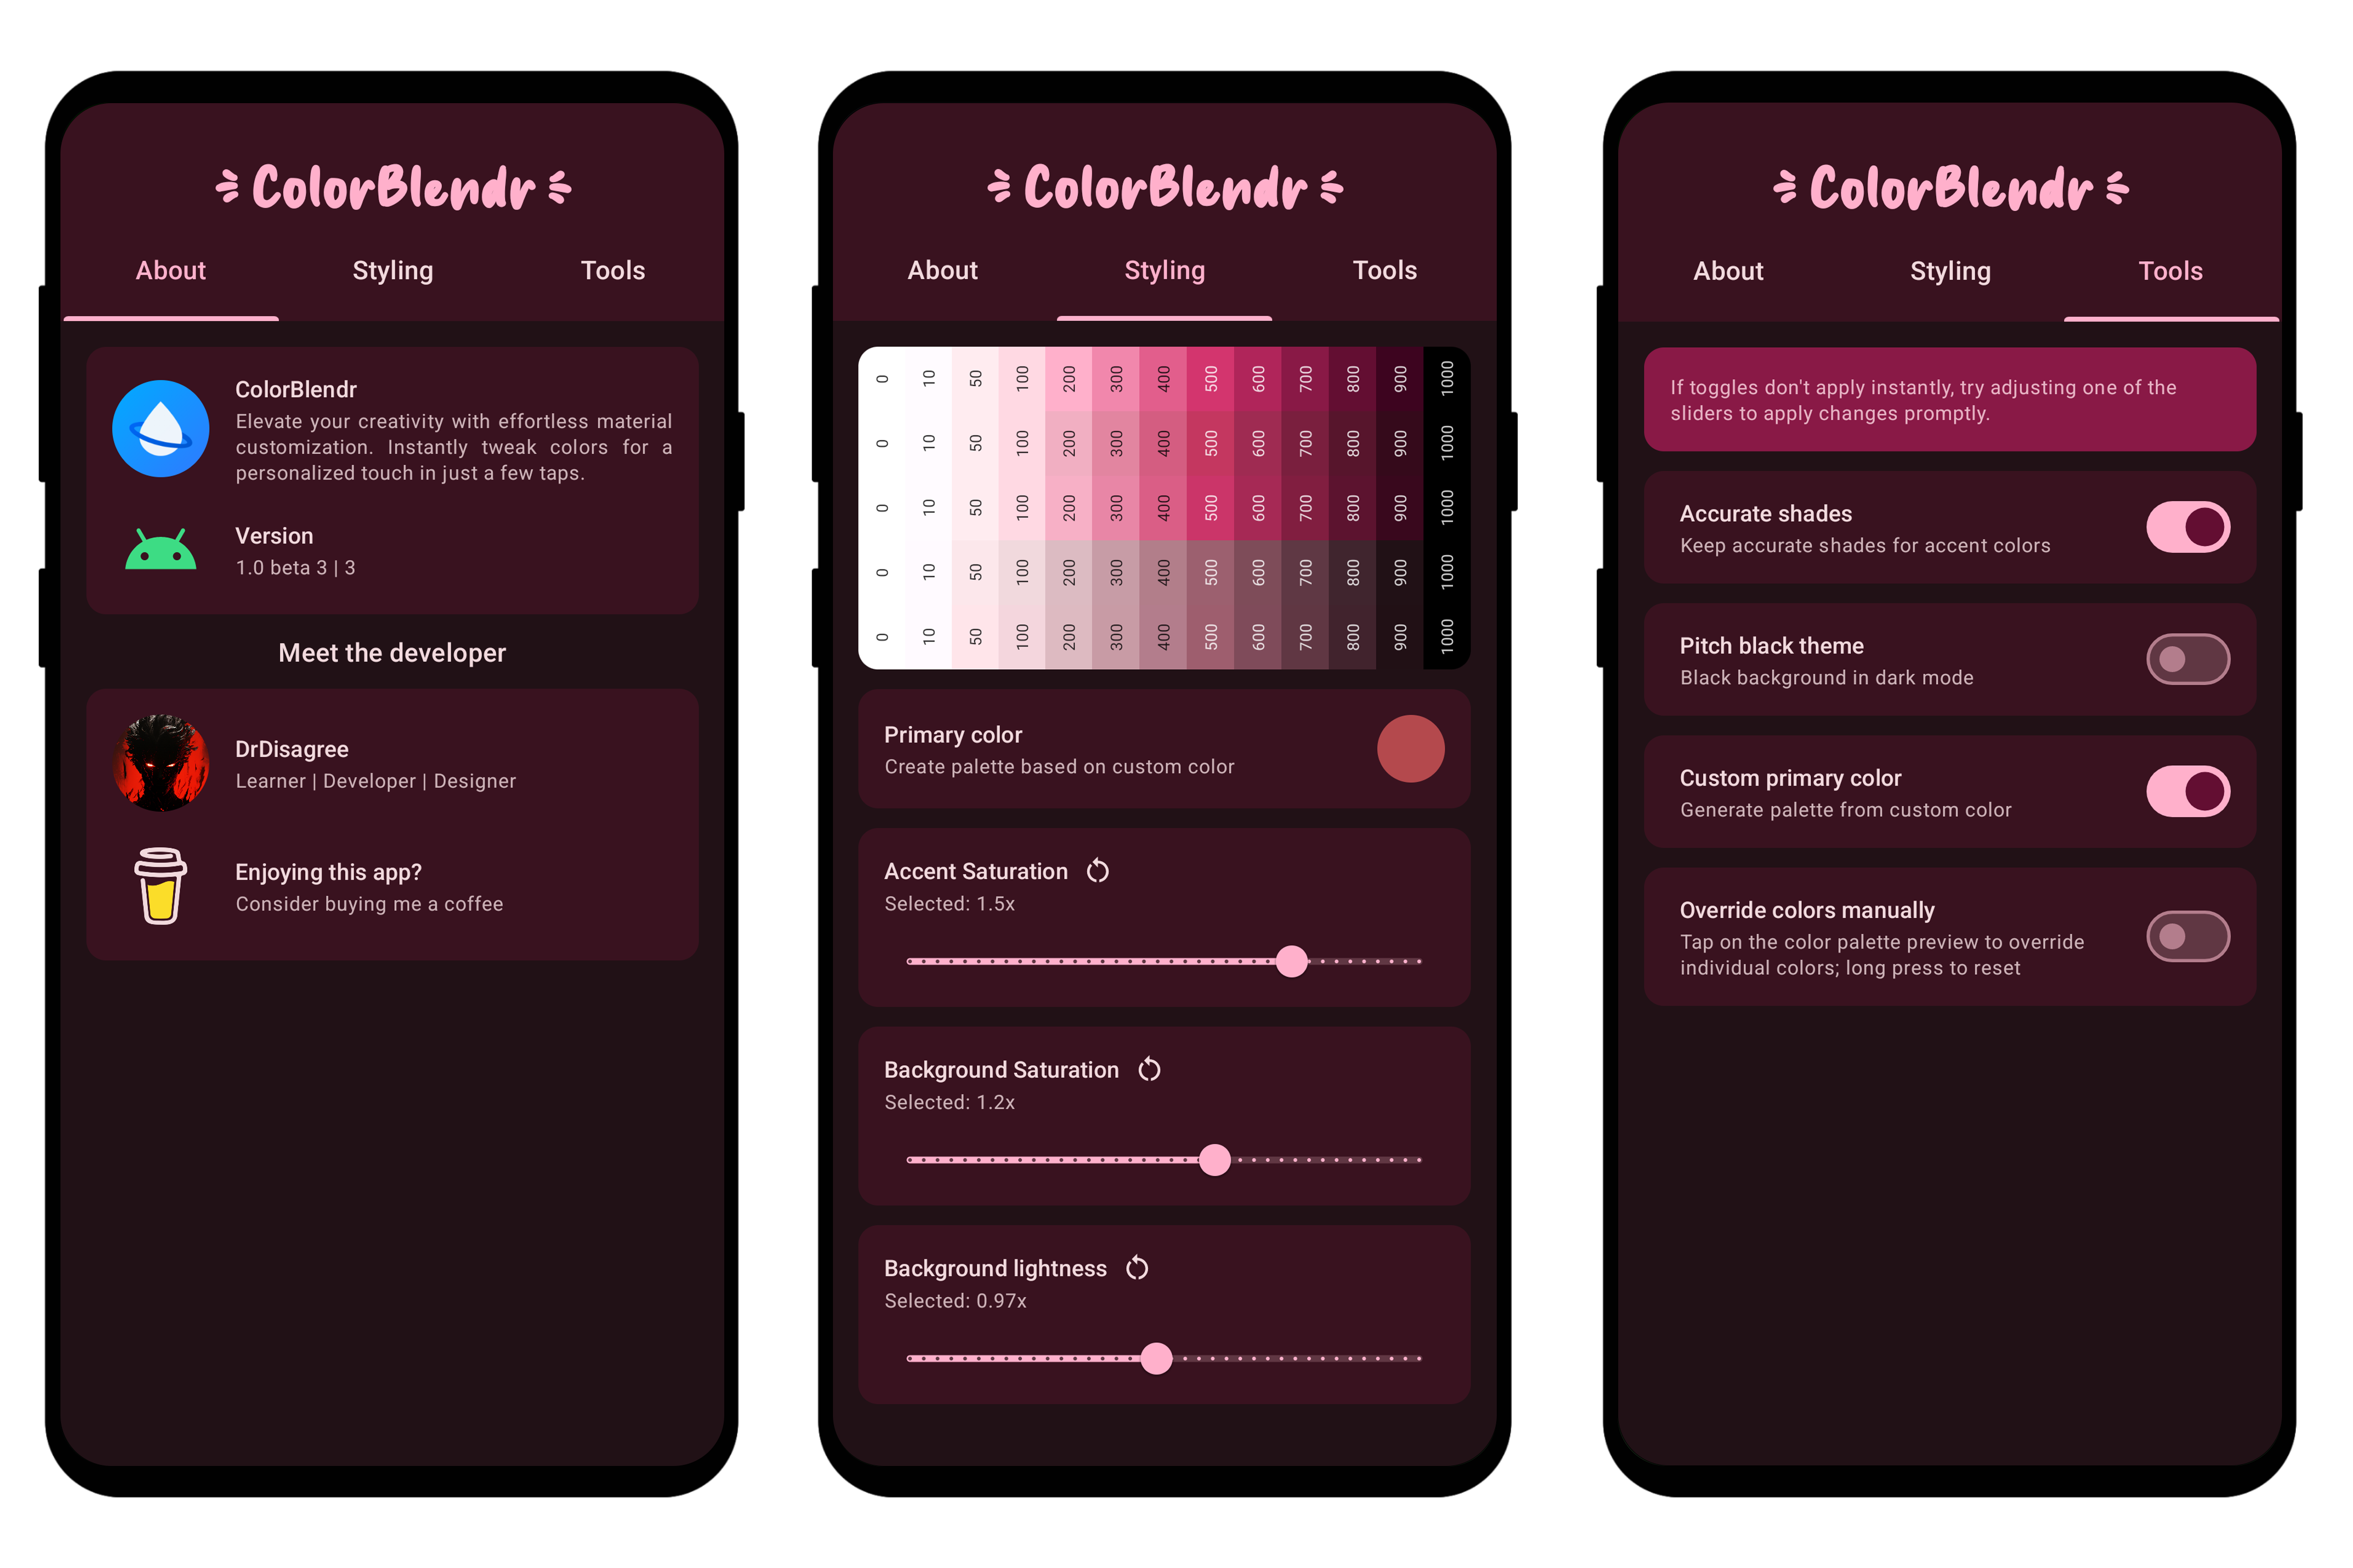 ColorBlendr
About
Styling
Tools
ColorBlendr
Elevate your creativity with effortless material
customization. Instantly tweak colors for a
personalized touch in just a few taps.
Version
1.0 beta 3 | 3
Meet the developer
DrDisagree
Learner | Developer | Designer
Enjoying this app?
Consider buying me a coffee
ColorBlendr
About
Styling
Tools
0 10 50 100 200 300 400 500 600 700 800 900 1000
0 10 50 100 200 300 400 500 600 700 800 900 1000
0 10 50 100 200 300 400 500 600 700 800 900 1000
0 10 50 100 200 300 400 500 600 700 800 900 1000
0 10 50 100 200 300 400 500 600 700 800 900 1000
Primary color
Create palette based on custom color
Accent Saturation
Selected: 1.5x
Background Saturation
Selected: 1.2x
Background lightness
Selected: 0.97x
ColorBlendr
About
Styling
Tools
If toggles don't apply instantly, try adjusting one of the
sliders to apply changes promptly.
Accurate shades
Keep accurate shades for accent colors
Pitch black theme
Black background in dark mode
Custom primary color
Generate palette from custom color
Override colors manually
Tap on the color palette preview to override
individual colors; long press to reset